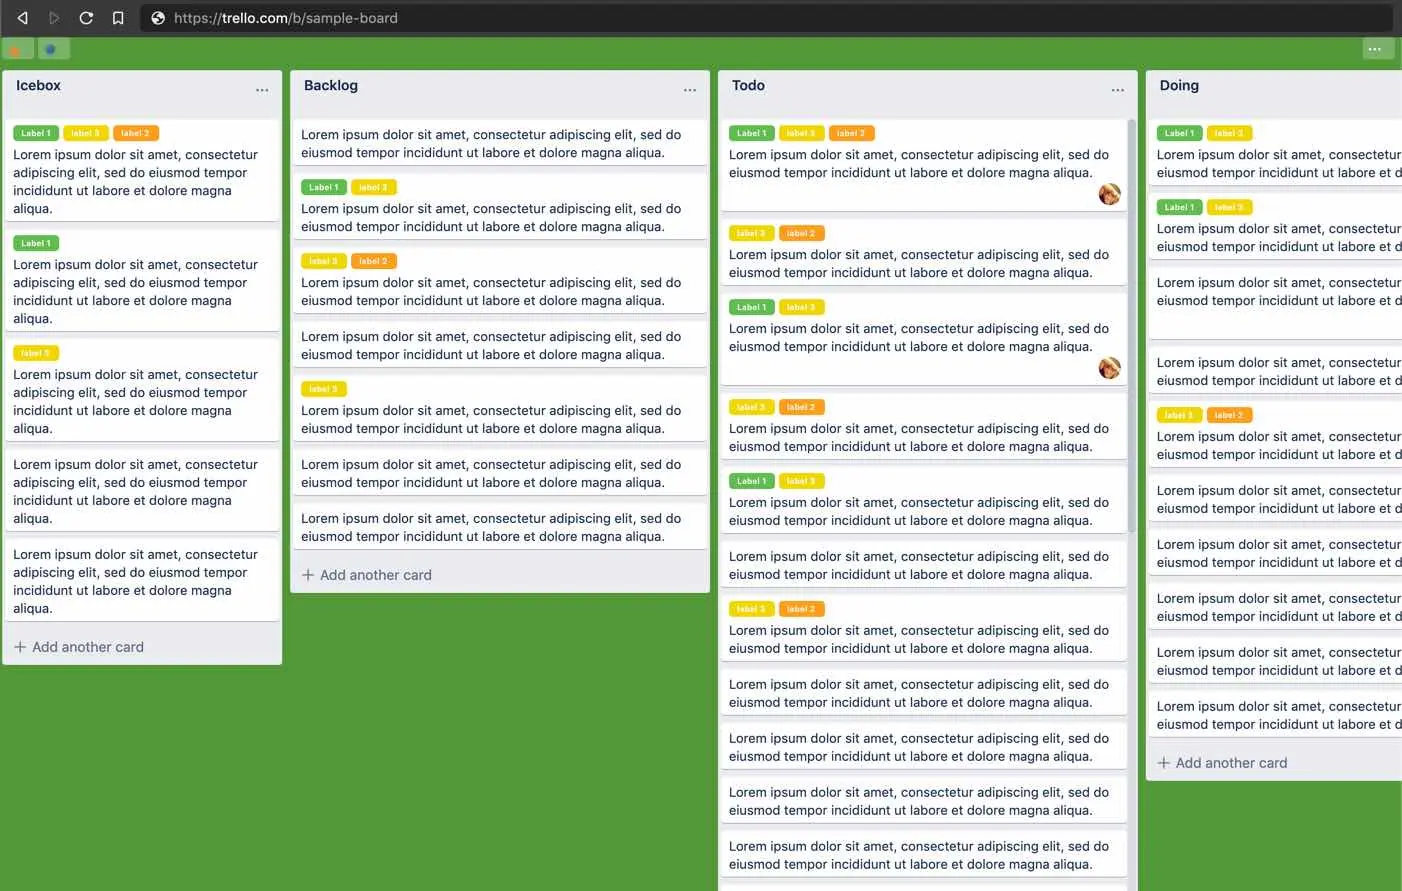 https://trello.com/b/sample-board
Icebox
Label 1 label 3 label 2
Lorem ipsum dolor sit amet, consectetur
adipiscing elit, sed do eiusmod tempor
incididunt ut labore et dolore magna
aliqua.
Label 1
Lorem ipsum dolor sit amet, consectetur
adipiscing elit, sed do eiusmod tempor
incididunt ut labore et dolore magna
aliqua.
label 3
Lorem ipsum dolor sit amet, consectetur
adipiscing elit, sed do eiusmod tempor
incididunt ut labore et dolore magna
aliqua.
Lorem ipsum dolor sit amet, consectetur
adipiscing elit, sed do eiusmod tempor
incididunt ut labore et dolore magna
aliqua.
Lorem ipsum dolor sit amet, consectetur
adipiscing elit, sed do eiusmod tempor
incididunt ut labore et dolore magna
aliqua.
+ Add another card
Backlog
Lorem ipsum dolor sit amet, consectetur adipiscing elit, sed do
eiusmod tempor incididunt ut labore et dolore magna aliqua.
Label 1 label 3
Lorem ipsum dolor sit amet, consectetur adipiscing elit, sed do
eiusmod tempor incididunt ut labore et dolore magna aliqua.
label 3 label 2
Lorem ipsum dolor sit amet, consectetur adipiscing elit, sed do
eiusmod tempor incididunt ut labore et dolore magna aliqua.
Lorem ipsum dolor sit amet, consectetur adipiscing elit, sed do
eiusmod tempor incididunt ut labore et dolore magna aliqua.
label 3
Lorem ipsum dolor sit amet, consectetur adipiscing elit, sed do
eiusmod tempor incididunt ut labore et dolore magna aliqua.
Lorem ipsum dolor sit amet, consectetur adipiscing elit, sed do
eiusmod tempor incididunt ut labore et dolore magna aliqua.
Lorem ipsum dolor sit amet, consectetur adipiscing elit, sed do
eiusmod tempor incididunt ut labore et dolore magna aliqua.
+ Add another card
Todo
Label 1 label 3 label 2
Lorem ipsum dolor sit amet, consectetur adipiscing elit, sed do
eiusmod tempor incididunt ut labore et dolore magna aliqua.
label 3 label 2
Lorem ipsum dolor sit amet, consectetur adipiscing elit, sed do
eiusmod tempor incididunt ut labore et dolore magna aliqua.
Label 1 label 3
Lorem ipsum dolor sit amet, consectetur adipiscing elit, sed do
eiusmod tempor incididunt ut labore et dolore magna aliqua.
label 3 label 2
Lorem ipsum dolor sit amet, consectetur adipiscing elit, sed do
eiusmod tempor incididunt ut labore et dolore magna aliqua.
Label 1 label 3
Lorem ipsum dolor sit amet, consectetur adipiscing elit, sed do
eiusmod tempor incididunt ut labore et dolore magna aliqua.
Lorem ipsum dolor sit amet, consectetur adipiscing elit, sed do
eiusmod tempor incididunt ut labore et dolore magna aliqua.
label 3 label 2
Lorem ipsum dolor sit amet, consectetur adipiscing elit, sed do
eiusmod tempor incididunt ut labore et dolore magna aliqua.
Lorem ipsum dolor sit amet, consectetur adipiscing elit, sed do
eiusmod tempor incididunt ut labore et dolore magna aliqua.
Lorem ipsum dolor sit amet, consectetur adipiscing elit, sed do
eiusmod tempor incididunt ut labore et dolore magna aliqua.
Lorem ipsum dolor sit amet, consectetur adipiscing elit, sed do
eiusmod tempor incididunt ut labore et dolore magna aliqua.
Lorem ipsum dolor sit amet, consectetur adipiscing elit, sed do
eiusmod tempor incididunt ut labore et dolore magna aliqua.
Doing
Label 1 label 3
Lorem ipsum dolor sit amet, consectetur
eiusmod tempor incididunt ut labore et d
Label 1 label 3
Lorem ipsum dolor sit amet, consectetur
eiusmod tempor incididunt ut labore et d
Lorem ipsum dolor sit amet, consectetur
eiusmod tempor incididunt ut labore et d
Lorem ipsum dolor sit amet, consectetur
eiusmod tempor incididunt ut labore et d
label 3 label 2
Lorem ipsum dolor sit amet, consectetur
eiusmod tempor incididunt ut labore et d
Lorem ipsum dolor sit amet, consectetur
eiusmod tempor incididunt ut labore et d
Lorem ipsum dolor sit amet, consectetur
eiusmod tempor incididunt ut labore et d
Lorem ipsum dolor sit amet, consectetur
eiusmod tempor incididunt ut labore et d
Lorem ipsum dolor sit amet, consectetur
eiusmod tempor incididunt ut labore et d
Lorem ipsum dolor sit amet, consectetur
eiusmod tempor incididunt ut labore et d
+ Add another card